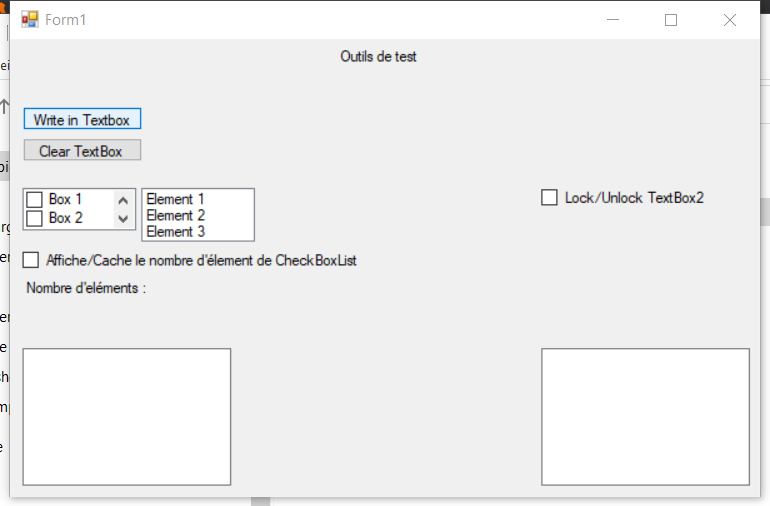 Form1
Outils de test
Write in Textbox
Clear TextBox
Box 1
Box 2
Element 1
Element 2
Element 3
Lock/Unlock TextBox2
Affiche/Cache le nombre d'élement de CheckBoxList
Nombre d'eléments :